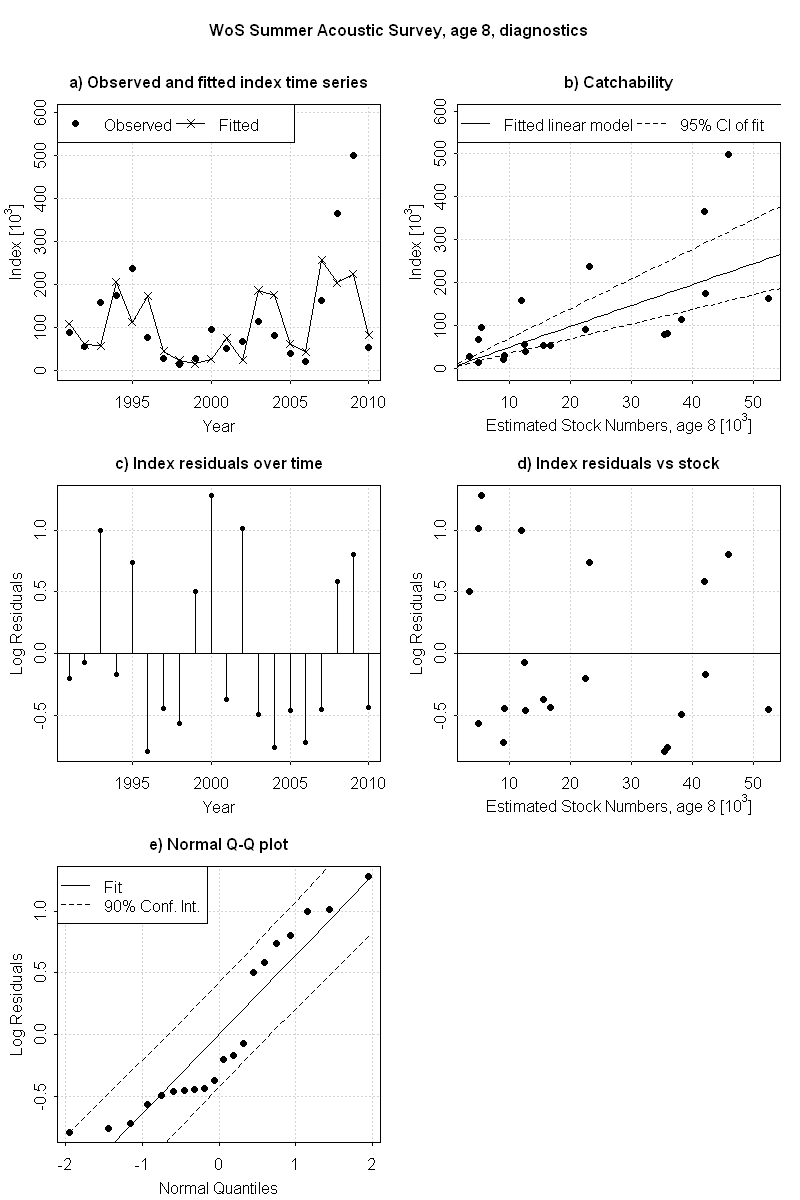 WoS Summer Acoustic Survey, age 8, diagnostics
a) Observed and fitted index time series
Observed Fitted
Index [10³]
0 100 200 300 400 500 600
1995 2000 2005 2010
Year
b) Catchability
Fitted linear model 95% CI of fit
Index [10³]
0 100 200 300 400 500 600
10 20 30 40 50
Estimated Stock Numbers, age 8 [10³]
c) Index residuals over time
Log Residuals
-0.5 0.0 0.5 1.0
1995 2000 2005 2010
Year
d) Index residuals vs stock
Log Residuals
-0.5 0.0 0.5 1.0
10 20 30 40 50
Estimated Stock Numbers, age 8 [10³]
e) Normal Q-Q plot
Fit
90% Conf. Int.
Log Residuals
-0.5 0.0 0.5 1.0
-2 -1 0 1 2
Normal Quantiles